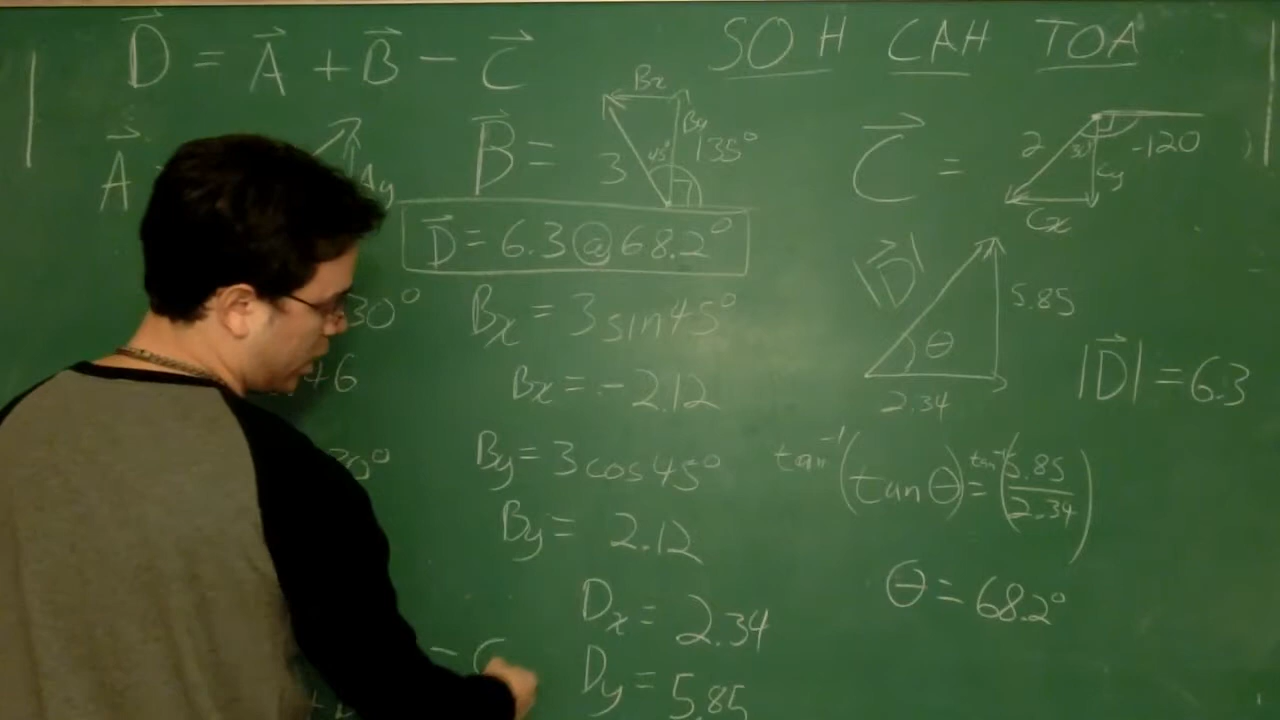 D = A + B - C
SOH CAH TOA
A
Ay
B = 3 45° Bx By 135°
C = 2 30° -120 Cy Cx
D = 6.3 @ 68.2°
30°
+6
30°
Bx = 3 sin 45°
Bx = -2.12
By = 3 cos 45°
By = 2.12
Dx = 2.34
Dy = 5.85
- C
|D| θ 5.85 2.34
|D| = 6.3
tan⁻¹(tan θ) = tan⁻¹(5.85/2.34)
θ = 68.2°